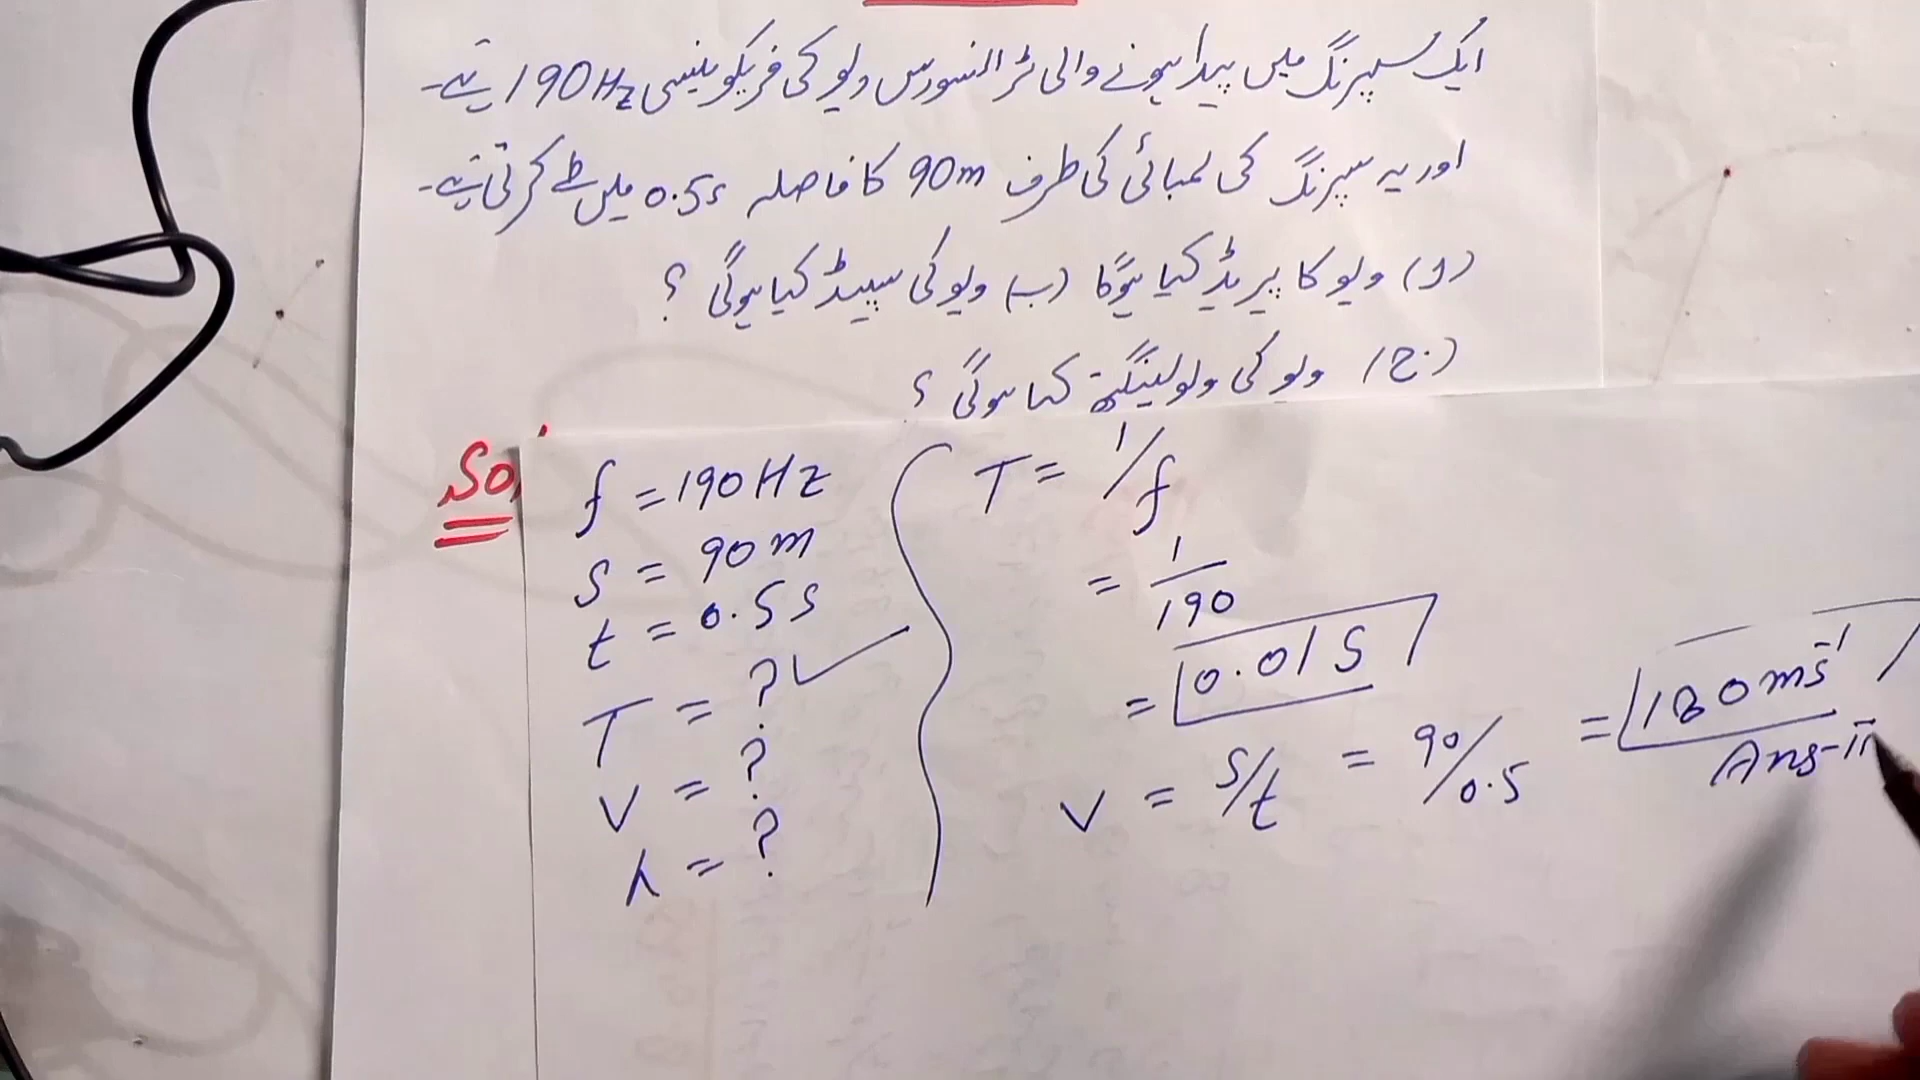 ایک سپرنگ میں پیدا ہونے والی ٹرانسورس ویو کی فریکوئینسی 190Hz ہے۔
اور یہ سپرنگ کی لمبائی کی طرف 90m کا فاصلہ 0.5s میں طے کرتی ہے۔
(ا) ویو کا پریڈ کیا ہوگا (ب) ویو کی سپیڈ کیا ہوگی ؟
(ج) ویو کی ویولینگتھ کیا ہوگی ؟
So
f = 190Hz
S = 90m
t = 0.5s
T = ?
V = ?
λ = ?
T = 1/f
= 1/190
= 0.01S
V = S/t = 90/0.5 = 180ms⁻¹
Ans-ii